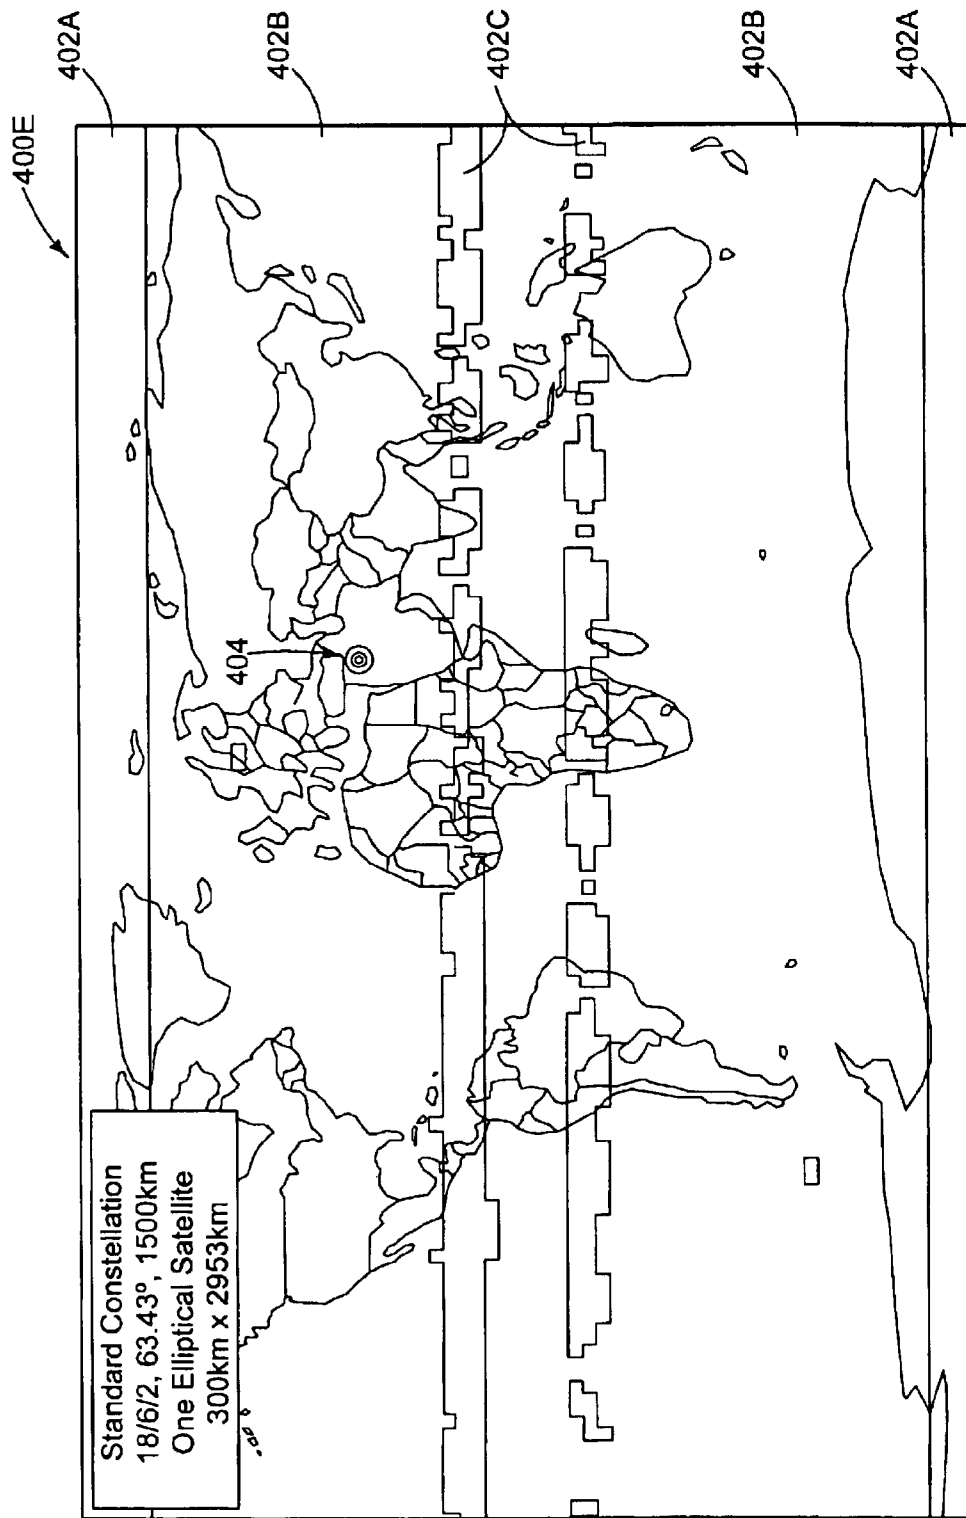 400E
402A
402B
402C
402B
402A
404
Standard Constellation
18/6/2, 63.43º, 1500km
One Elliptical Satellite
300km x 2953km